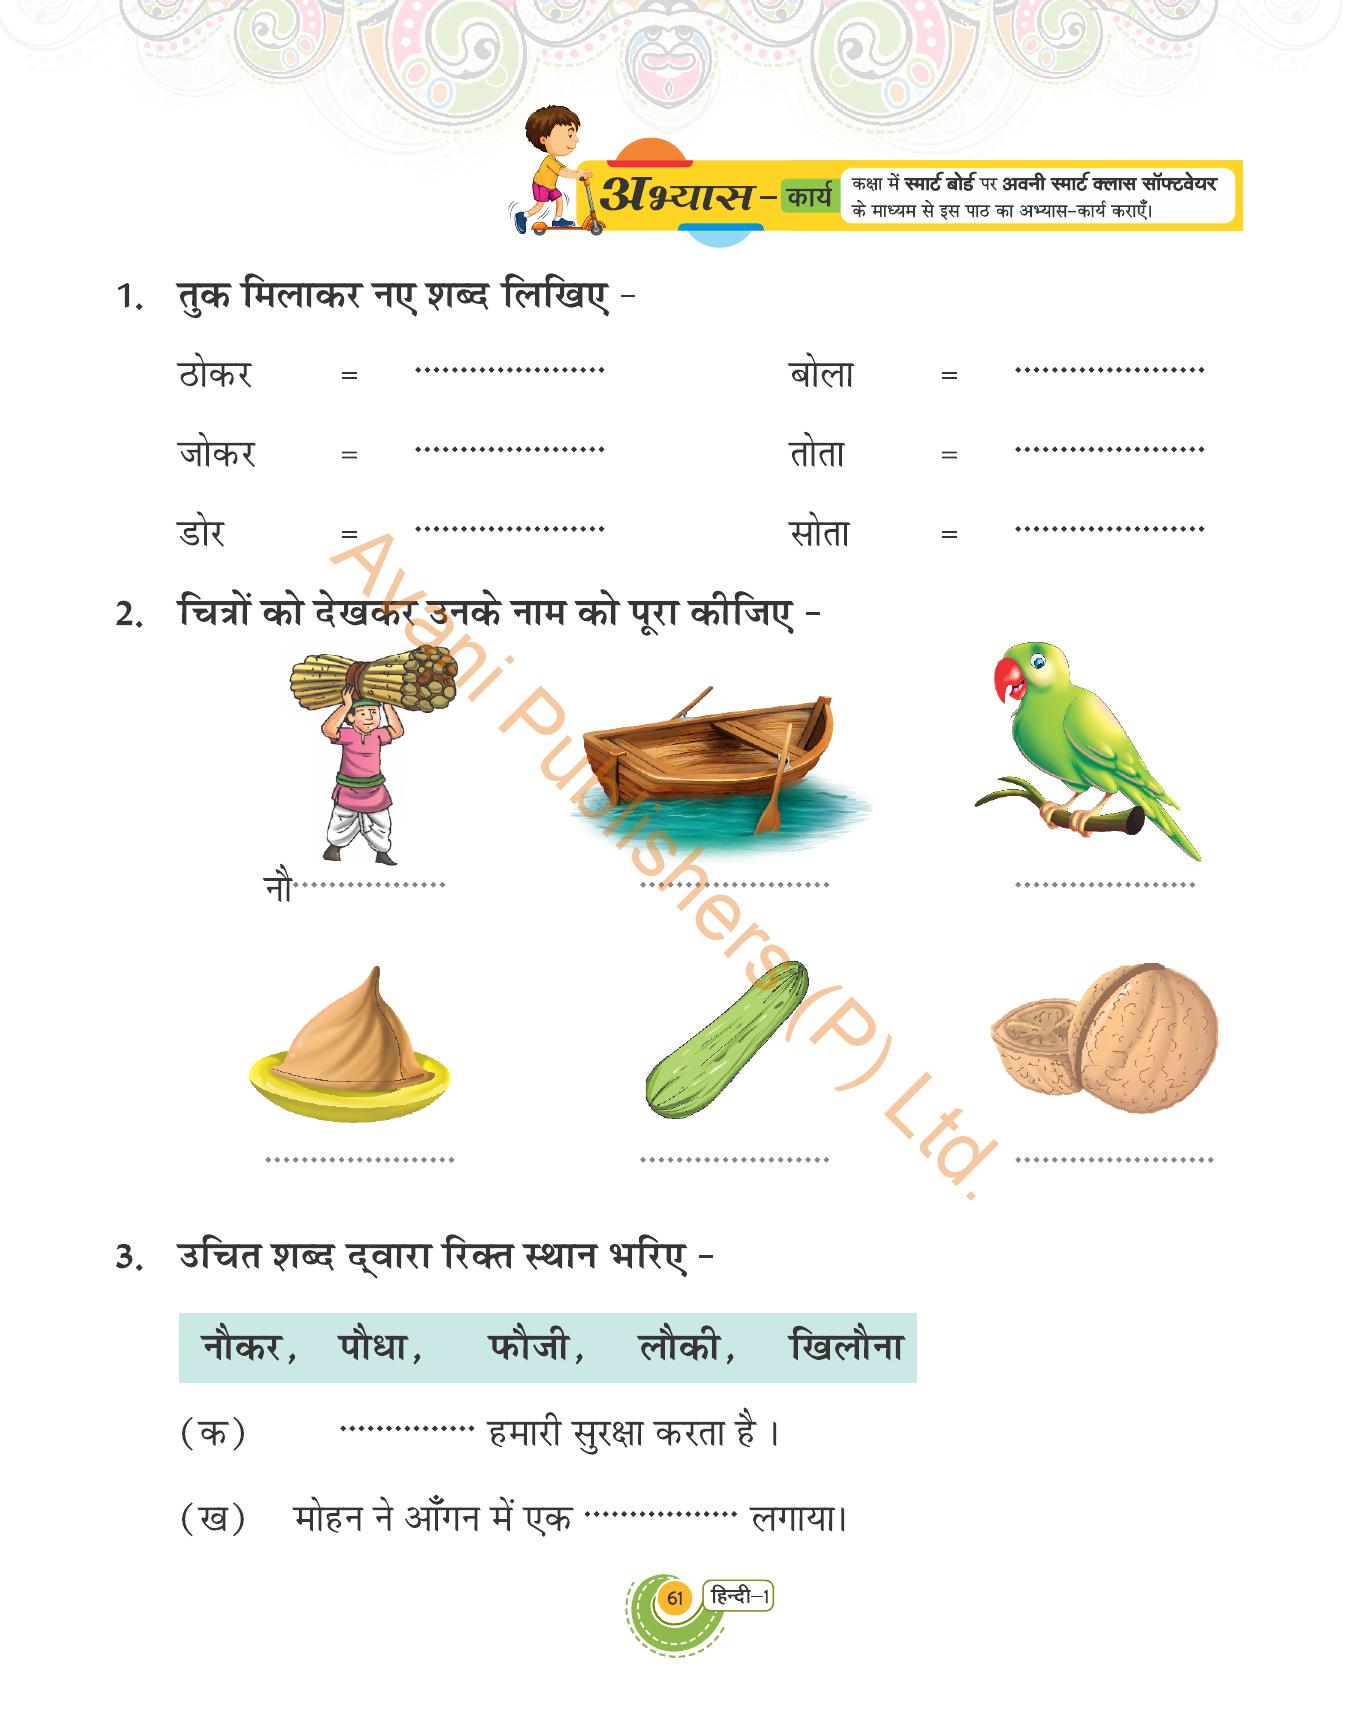 अभ्यास - कार्य
कक्षा में स्मार्ट बोर्ड पर अवनी स्मार्ट क्लास सॉफ्टवेयर
के माध्यम से इस पाठ का अभ्यास-कार्य कराएँ।
1. तुक मिलाकर नए शब्द लिखिए -
ठोकर = ..................... बोला = .....................
जोकर = ..................... तोता = .....................
डोर = ..................... सोता = .....................
2. चित्रों को देखकर उनके नाम को पूरा कीजिए -
नौ................. ..................... ....................
..................... ..................... ......................
3. उचित शब्द द्वारा रिक्त स्थान भरिए -
नौकर, पौधा, फौजी, लौकी, खिलौना
(क) ............... हमारी सुरक्षा करता है ।
(ख) मोहन ने आँगन में एक ................. लगाया।
61 हिन्दी-1
Avani Publishers (P) Ltd.